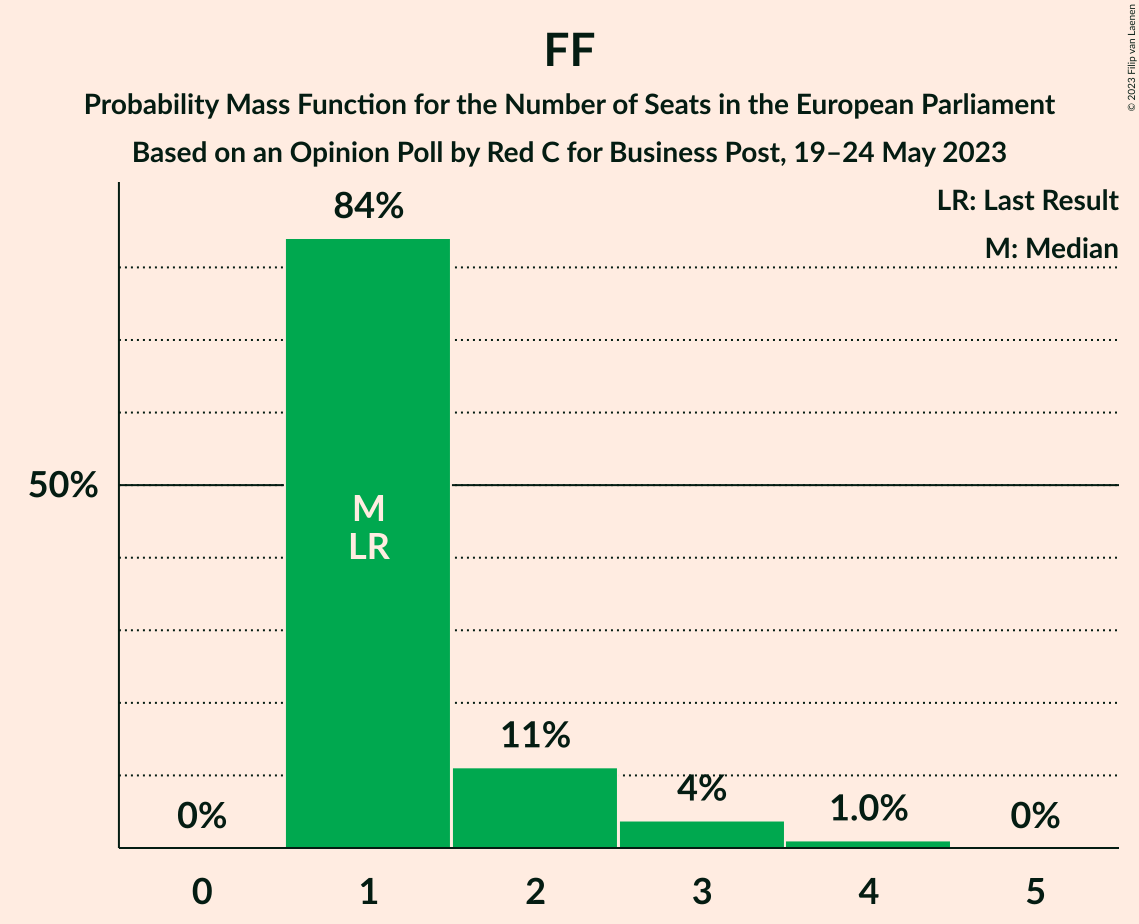 FF
Probability Mass Function for the Number of Seats in the European Parliament
Based on an Opinion Poll by Red C for Business Post, 19–24 May 2023
© 2023 Filip van Laenen
LR: Last Result
M: Median
84%
50%
M
LR
11%
4%
1.0%
0%
0%
0 1 2 3 4 5